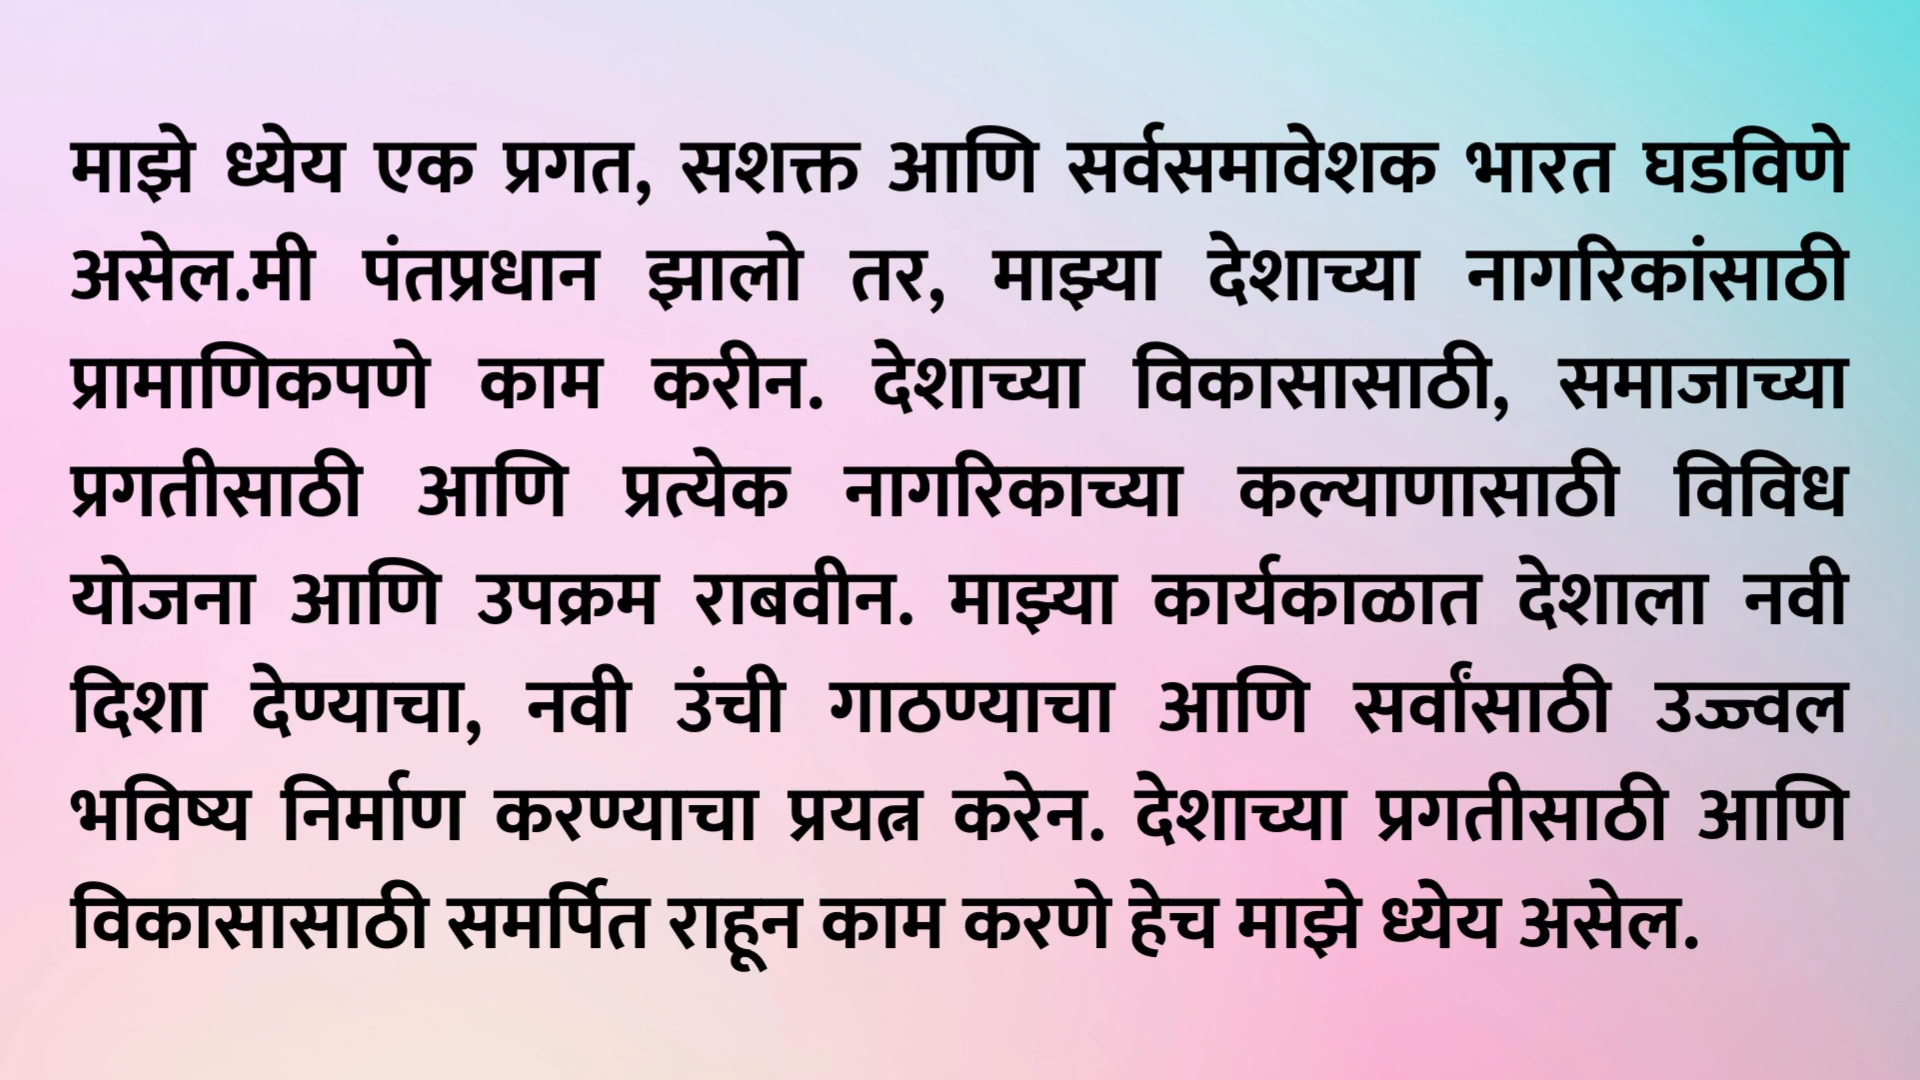 माझे ध्येय एक प्रगत, सशक्त आणि सर्वसमावेशक भारत घडविणे
असेल.मी पंतप्रधान झालो तर, माझ्या देशाच्या नागरिकांसाठी
प्रामाणिकपणे काम करीन. देशाच्या विकासासाठी, समाजाच्या
प्रगतीसाठी आणि प्रत्येक नागरिकाच्या कल्याणासाठी विविध
योजना आणि उपक्रम राबवीन. माझ्या कार्यकाळात देशाला नवी
दिशा देण्याचा, नवी उंची गाठण्याचा आणि सर्वांसाठी उज्ज्वल
भविष्य निर्माण करण्याचा प्रयत्न करेन. देशाच्या प्रगतीसाठी आणि
विकासासाठी समर्पित राहून काम करणे हेच माझे ध्येय असेल.